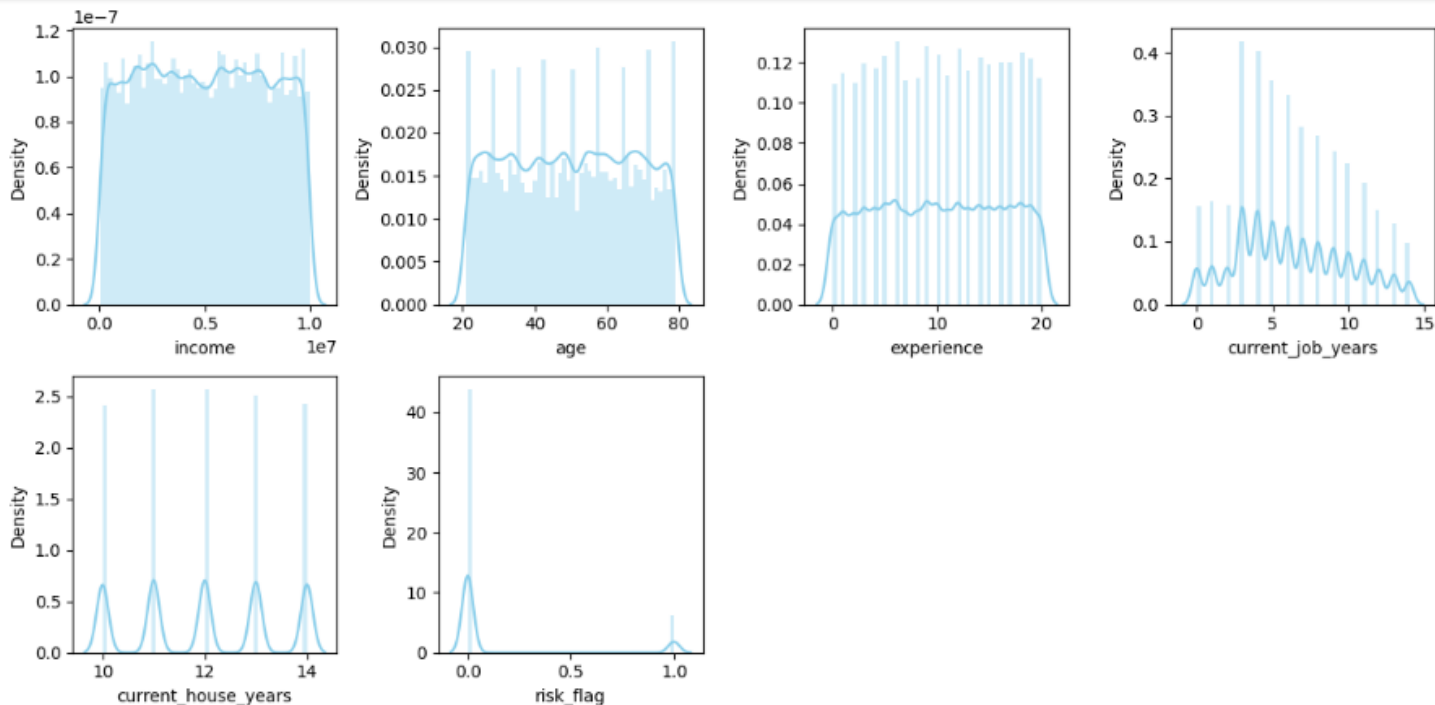 1e−7
1.2
1.0
0.8
0.6
0.4
0.2
0.0
Density
0.0 0.5 1.0
income 1e7
0.030
0.025
0.020
0.015
0.010
0.005
0.000
Density
20 40 60 80
age
0.12
0.10
0.08
0.06
0.04
0.02
0.00
Density
0 10 20
experience
0.4
0.3
0.2
0.1
0.0
Density
0 5 10 15
current_job_years
2.5
2.0
1.5
1.0
0.5
0.0
Density
10 12 14
current_house_years
40
30
20
10
0
Density
0.0 0.5 1.0
risk_flag